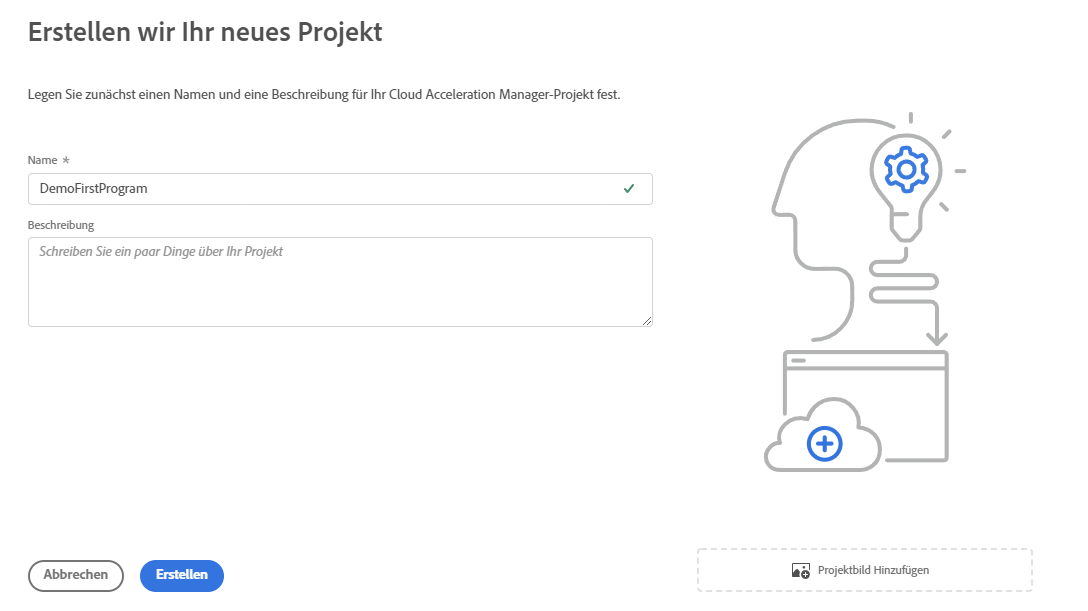 Erstellen wir Ihr neues Projekt
Legen Sie zunächst einen Namen und eine Beschreibung für Ihr Cloud Acceleration Manager-Projekt fest.
Name *
DemoFirstProgram
Beschreibung
Schreiben Sie ein paar Dinge über Ihr Projekt
Abbrechen
Erstellen
Projektbild Hinzufügen